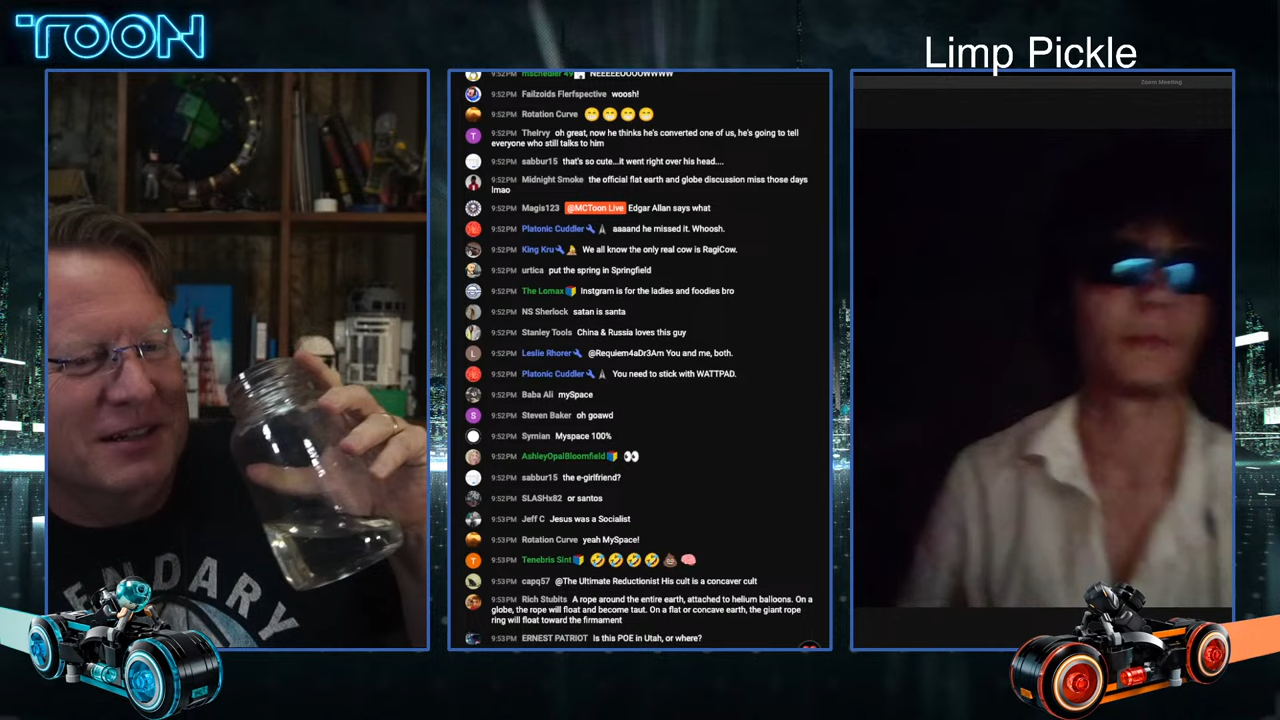 TOON
Limp Pickle
Zoom Meeting
9:52PM mschedler 49 NEEEEEOOOOWWWW
9:52PM Failzoids Flerfspective woosh!
9:52PM Rotation Curve 😁 😁 😁 😁
9:52PM TheIrvy oh great, now he thinks he's converted one of us, he's going to tell
everyone who still talks to him
9:52PM sabbur15 that's so cute...it went right over his head....
9:52PM Midnight Smoke the official flat earth and globe discussion miss those days
lmao
9:52PM Magis123 @MCToon Live Edgar Allan says what
9:52PM Platonic Cuddler aaaand he missed it. Whoosh.
9:52PM King Kru We all know the only real cow is RagiCow.
9:52PM urtica put the spring in Springfield
9:52PM The Lomax Instgram is for the ladies and foodies bro
9:52PM NS Sherlock satan is santa
9:52PM Stanley Tools China & Russia loves this guy
9:52PM Leslie Rhorer @Requiem4aDr3Am You and me, both.
9:52PM Platonic Cuddler You need to stick with WATTPAD.
9:52PM Baba Ali mySpace
9:52PM Steven Baker oh goawd
9:52PM Symian Myspace 100%
9:52PM AshleyOpalBloomfield 👀
9:52PM sabbur15 the e-girlfriend?
9:52PM SLASHx82 or santos
9:53PM Jeff C Jesus was a Socialist
9:53PM Rotation Curve yeah MySpace!
9:53PM Tenebris Sint 🤣 🤣 🤣 🤣 💩 🧠
9:53PM capq57 @The Ultimate Reductionist His cult is a concaver cult
9:53PM Rich Stubits A rope around the entire earth, attached to helium balloons. On a
globe, the rope will float and become taut. On a flat or concave earth, the giant rope
ring will float toward the firmament
9:53PM ERNEST PATRIOT Is this POE in Utah, or where?
ENDARY